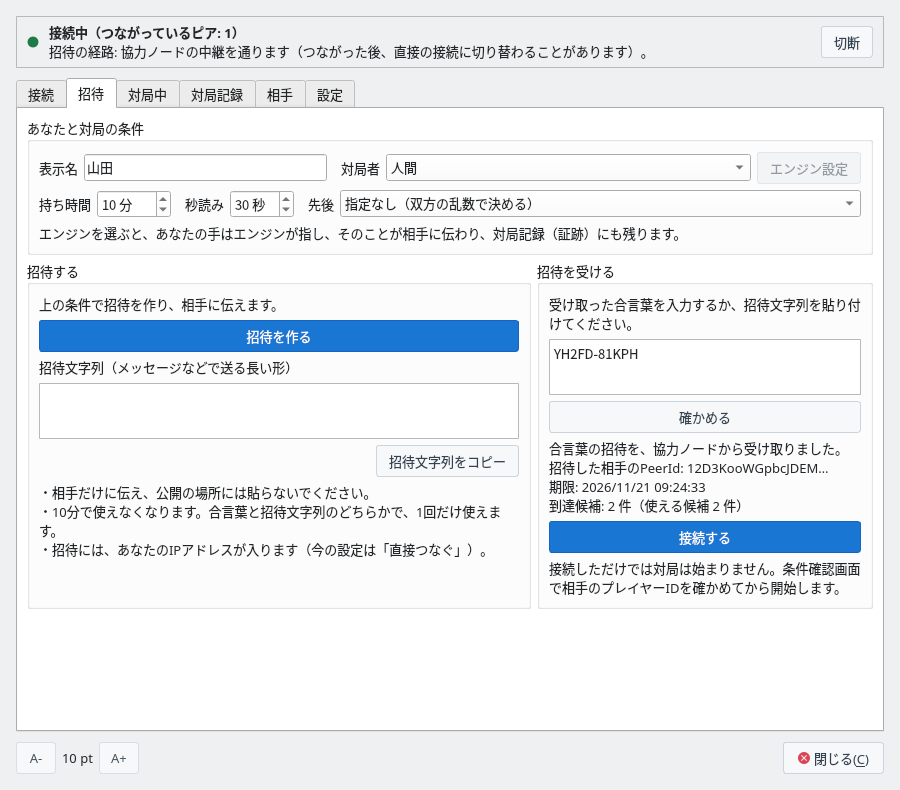 接続中（つながっているピア: 1）
招待の経路: 協力ノードの中継を通ります（つながった後、直接の接続に切り替わることがあります）。
切断
接続 招待 対局中 対局記録 相手 設定
あなたと対局の条件
表示名 山田 対局者 人間 エンジン設定
持ち時間 10 分 秒読み 30 秒 先後 指定なし（双方の乱数で決める）
エンジンを選ぶと、あなたの手はエンジンが指し、そのことが相手に伝わり、対局記録（証跡）にも残ります。
招待する
上の条件で招待を作り、相手に伝えます。
招待を作る
招待文字列（メッセージなどで送る長い形）
招待文字列をコピー
・相手だけに伝え、公開の場所には貼らないでください。
・10分で使えなくなります。合言葉と招待文字列のどちらかで、1回だけ使えま
す。
・招待には、あなたのIPアドレスが入ります（今の設定は「直接つなぐ」）。
招待を受ける
受け取った合言葉を入力するか、招待文字列を貼り付
けてください。
YH2FD-81KPH
確かめる
合言葉の招待を、協力ノードから受け取りました。
招待した相手のPeerId: 12D3KooWGpbcJDEM…
期限: 2026/11/21 09:24:33
到達候補: 2 件（使える候補 2 件）
接続する
接続しただけでは対局は始まりません。条件確認画面
で相手のプレイヤーIDを確かめてから開始します。
A- 10 pt A+ 閉じる(C)